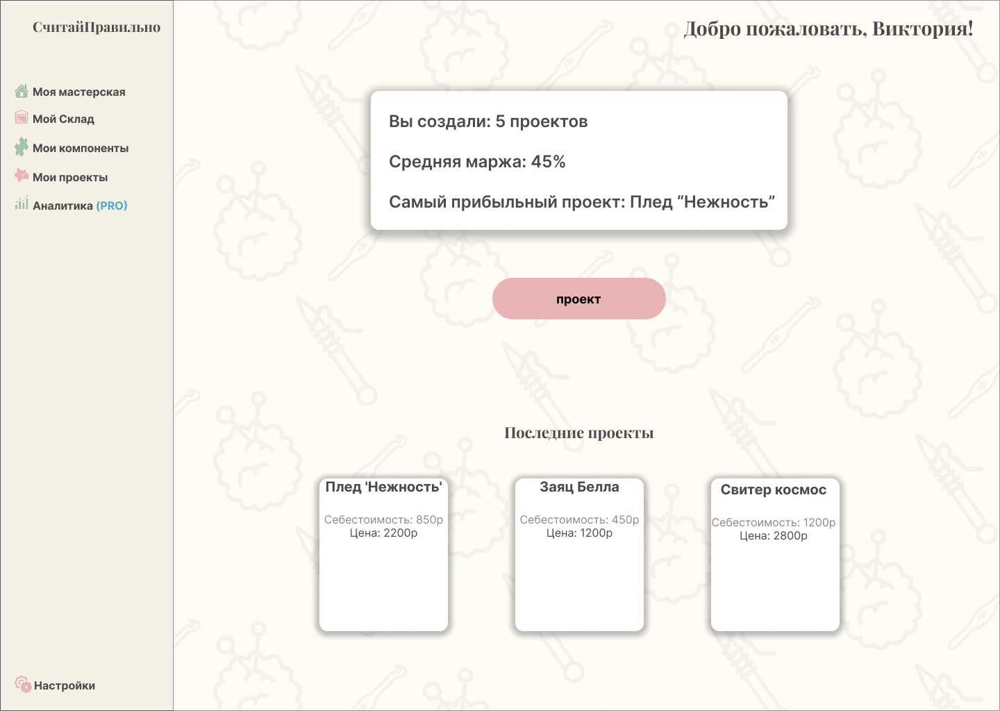 СчитайПравильно
Добро пожаловать, Виктория!
Моя мастерская
Мой Склад
Мои компоненты
Мои проекты
Аналитика (PRO)
Настройки
Вы создали: 5 проектов
Средняя маржа: 45%
Самый прибыльный проект: Плед “Нежность”
проект
Последние проекты
Плед 'Нежность'
Себестоимость: 850р
Цена: 2200р
Заяц Белла
Себестоимость: 450р
Цена: 1200р
Свитер космос
Себестоимость: 1200р
Цена: 2800р